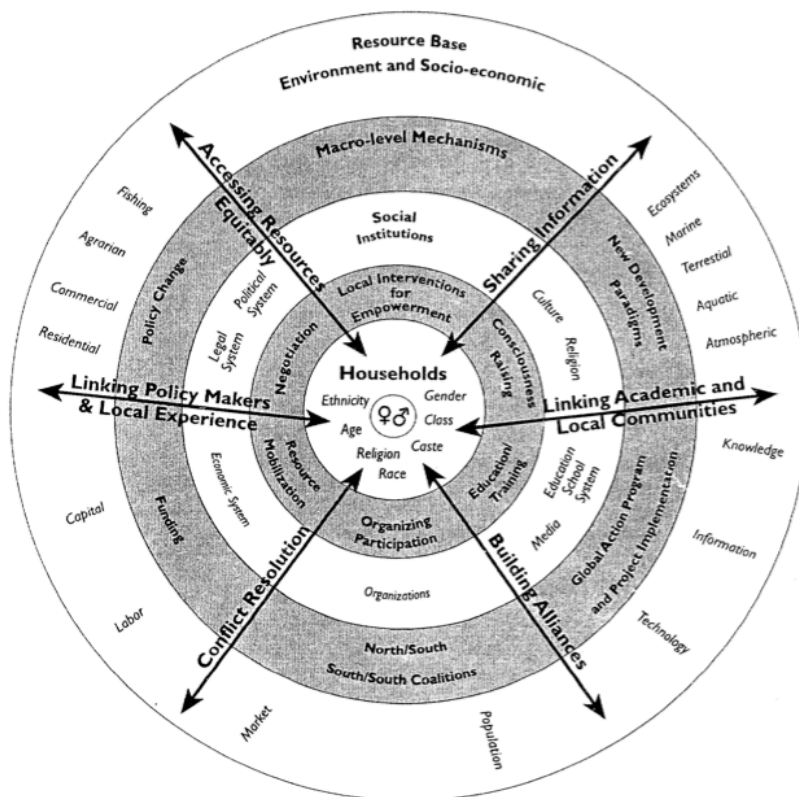 Resource Base
Environment and Socio-economic
Macro-level Mechanisms
Accessing Resources
Equitably
Sharing Information
Fishing
Agrarian
Commercial
Residential
Ecosystems
Marine
Terrestial
Aquatic
Atmospheric
Policy Change
New Development
Paradigms
Social
Institutions
Political
System
Legal
System
Culture
Religion
Local Interventions
for
Empowerment
Negotiation
Consciousness
Raising
Households
Ethnicity
Gender
Age
Class
Religion
Caste
Race
Linking Policy Makers
& Local Experience
Linking Academic and
Local Communities
Resource
Mobilization
Education/
Training
Organizing
Participation
Economic System
Education
School
System
Media
Organizations
Funding
Global Action Program
and Project Implementation
Conflict Resolution
Building Alliances
North/South
South/South Coalitions
Capital
Labor
Market
Population
Knowledge
Information
Technology